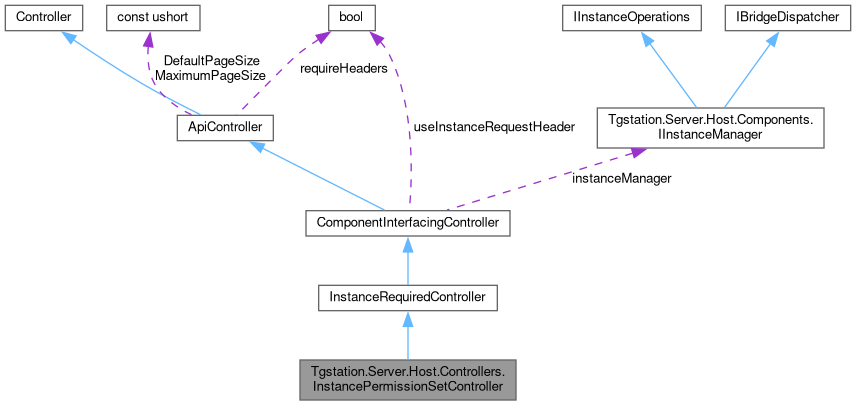 Controller
const ushort
bool
IInstanceOperations
IBridgeDispatcher
DefaultPageSize
MaximumPageSize
requireHeaders
ApiController
useInstanceRequestHeader
Tgstation.Server.Host.Components.
IInstanceManager
instanceManager
ComponentInterfacingController
InstanceRequiredController
Tgstation.Server.Host.Controllers.
InstancePermissionSetController